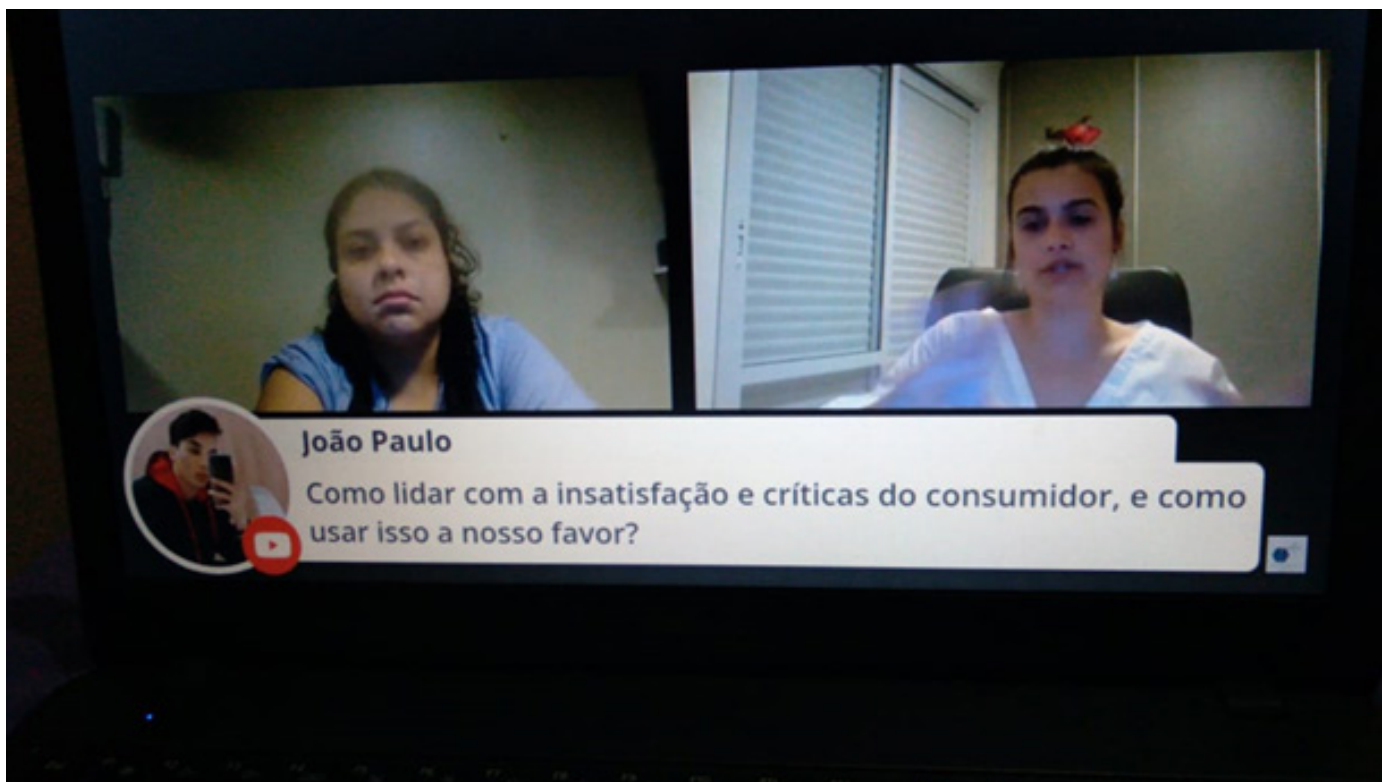 João Paulo
Como lidar com a insatisfação e críticas do consumidor, e como
usar isso a nosso favor?